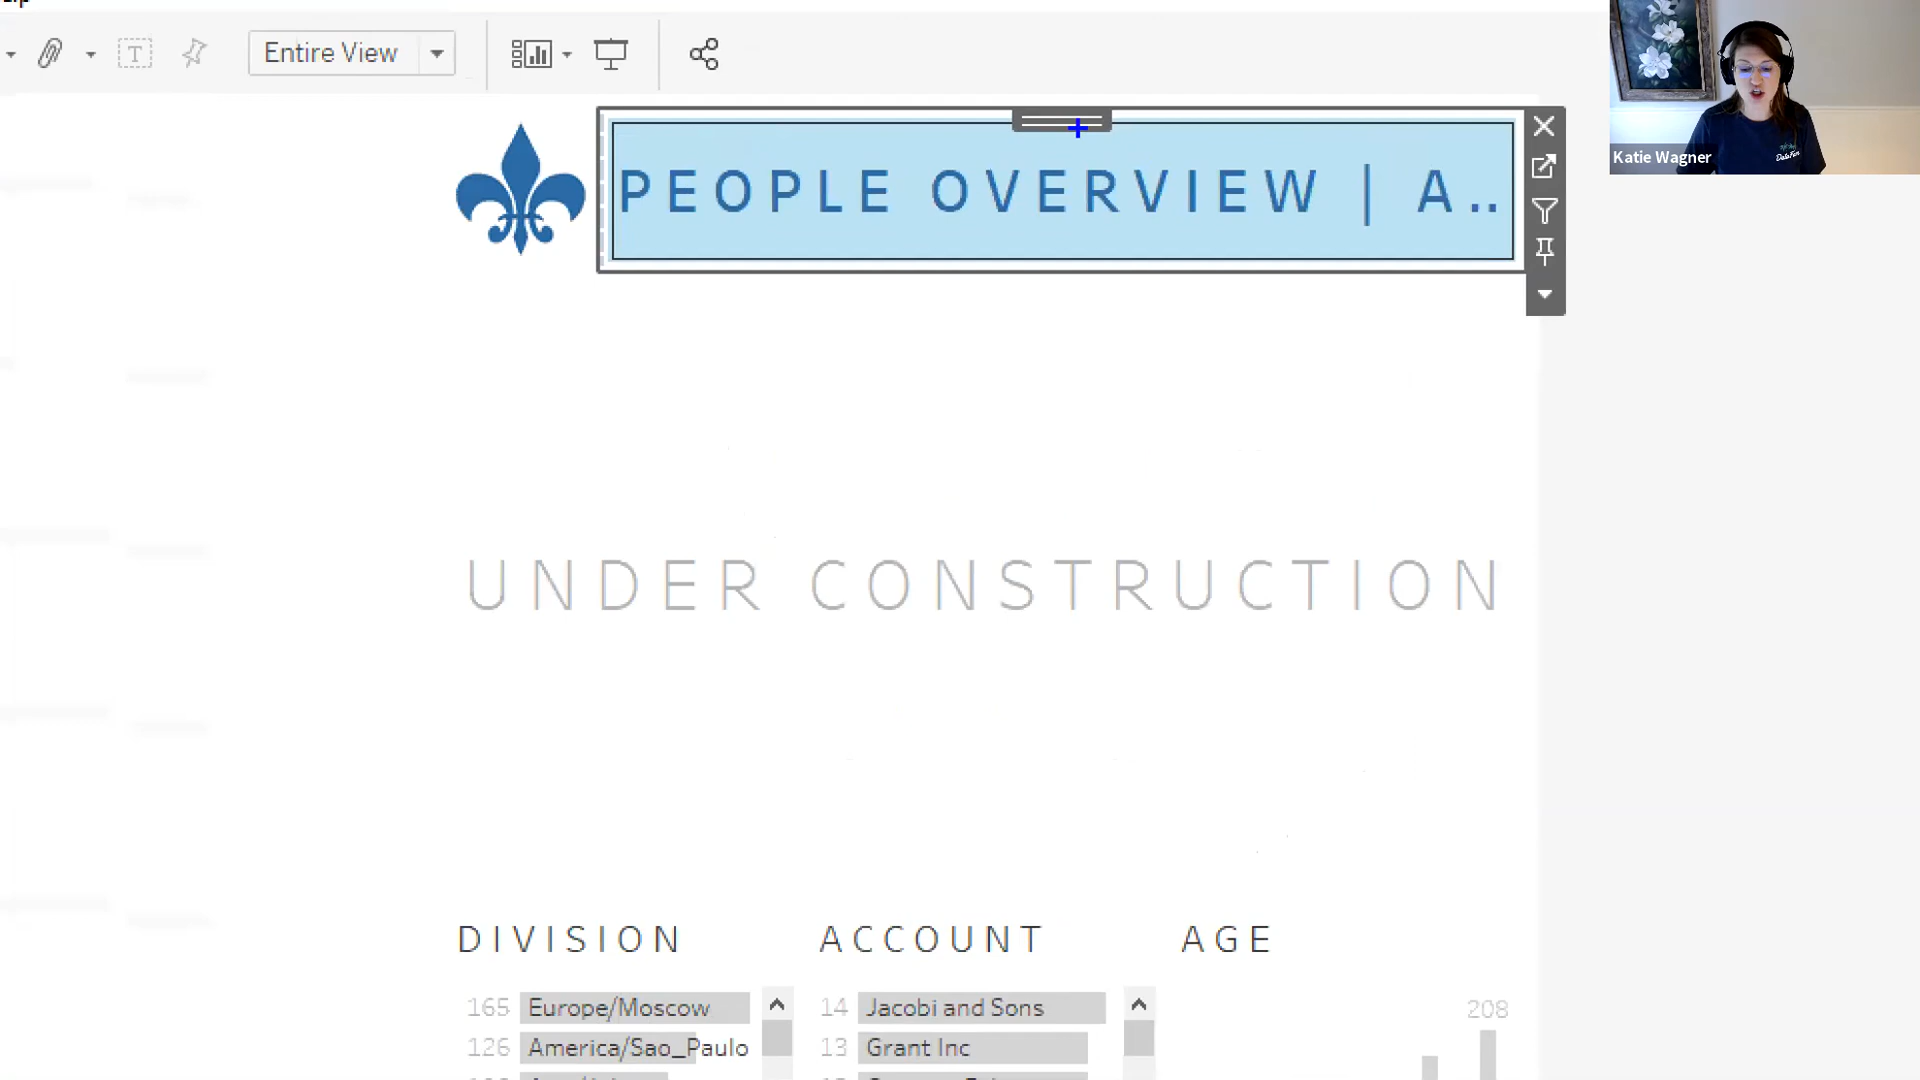 Entire View
Katie Wagner
PEOPLE OVERVIEW | A..
UNDER CONSTRUCTION
DIVISION
ACCOUNT
AGE
165 Europe/Moscow
14 Jacobi and Sons
208
126 America/Sao_Paulo
13 Grant Inc